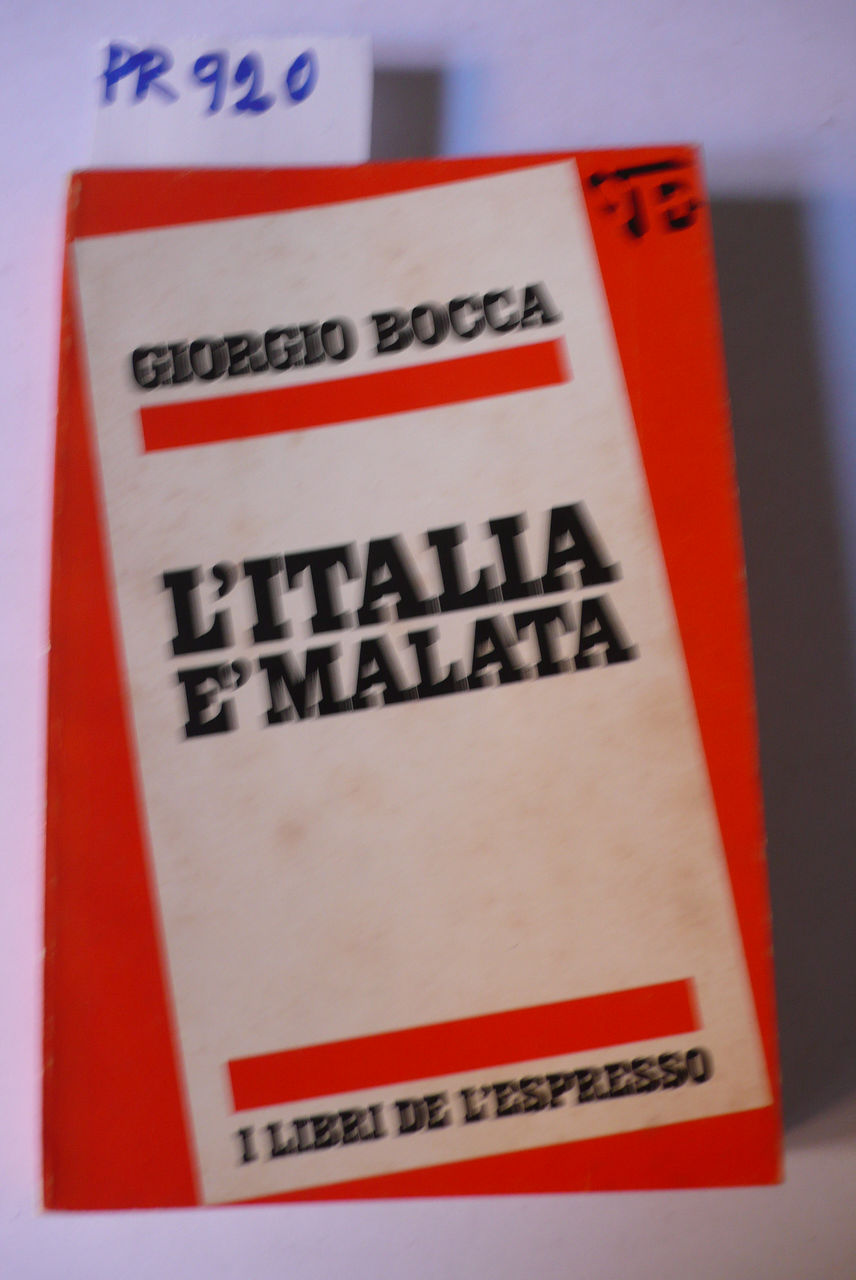 PR 920
GIORGIO BOCCA
L'ITALIA
E' MALATA
I LIBRI DE L'ESPRESSO